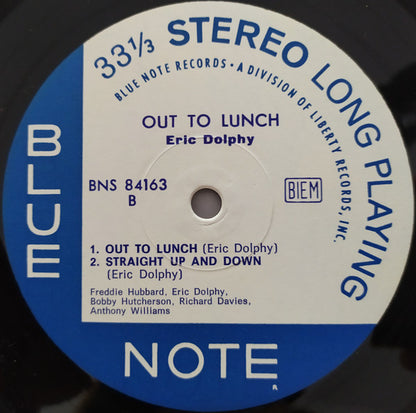 33⅓ STEREO LONG PLAYING
BLUE NOTE RECORDS • A DIVISION OF LIBERTY RECORDS, INC.
OUT TO LUNCH
Eric Dolphy
BNS 84163
B
BIEM
1. OUT TO LUNCH (Eric Dolphy)
2. STRAIGHT UP AND DOWN
(Eric Dolphy)
Freddie Hubbard, Eric Dolphy,
Bobby Hutcherson, Richard Davies,
Anthony Williams
BLUE
NOTE
R